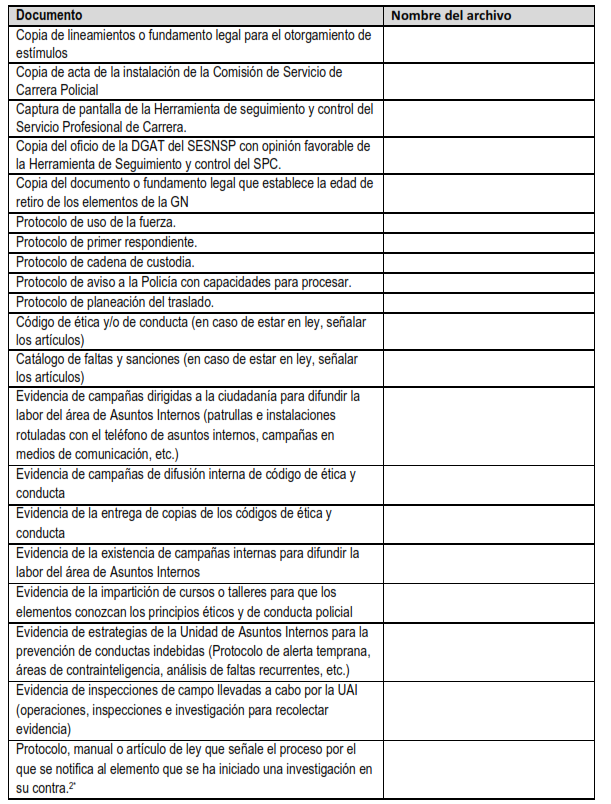 Documento
Nombre del archivo
Copia de lineamientos o fundamento legal para el otorgamiento de
estímulos
Copia de acta de la instalación de la Comisión de Servicio de
Carrera Policial
Captura de pantalla de la Herramienta de seguimiento y control del
Servicio Profesional de Carrera.
Copia del oficio de la DGAT del SESNSP con opinión favorable de
la Herramienta de Seguimiento y control del SPC.
Copia del documento o fundamento legal que establece la edad de
retiro de los elementos de la GN
Protocolo de uso de la fuerza.
Protocolo de primer respondiente.
Protocolo de cadena de custodia.
Protocolo de aviso a la Policía con capacidades para procesar.
Protocolo de planeación del traslado.
Código de ética y/o de conducta (en caso de estar en ley, señalar
los artículos)
Catálogo de faltas y sanciones (en caso de estar en ley, señalar
los artículos)
Evidencia de campañas dirigidas a la ciudadanía para difundir la
labor del área de Asuntos Internos (patrullas e instalaciones
rotuladas con el teléfono de asuntos internos, campañas en
medios de comunicación, etc.)
Evidencia de campañas de difusión interna de código de ética y
conducta
Evidencia de la entrega de copias de los códigos de ética y
conducta
Evidencia de la existencia de campañas internas para difundir la
labor del área de Asuntos Internos
Evidencia de la impartición de cursos o talleres para que los
elementos conozcan los principios éticos y de conducta policial
Evidencia de estrategias de la Unidad de Asuntos Internos para la
prevención de conductas indebidas (Protocolo de alerta temprana,
áreas de contrainteligencia, análisis de faltas recurrentes, etc.)
Evidencia de inspecciones de campo llevadas a cabo por la UAI
(operaciones, inspecciones e investigación para recolectar
evidencia)
Protocolo, manual o artículo de ley que señale el proceso por el
que se notifica al elemento que se ha iniciado una investigación en
su contra.2*